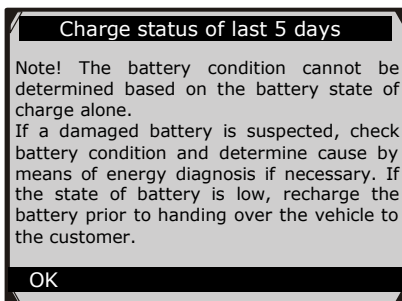 Charge status of last 5 days
Note! The battery condition cannot be
determined based on the battery state of
charge alone.
If a damaged battery is suspected, check
battery condition and determine cause by
means of energy diagnosis if necessary. If
the state of battery is low, recharge the
battery prior to handing over the vehicle to
the customer.
OK